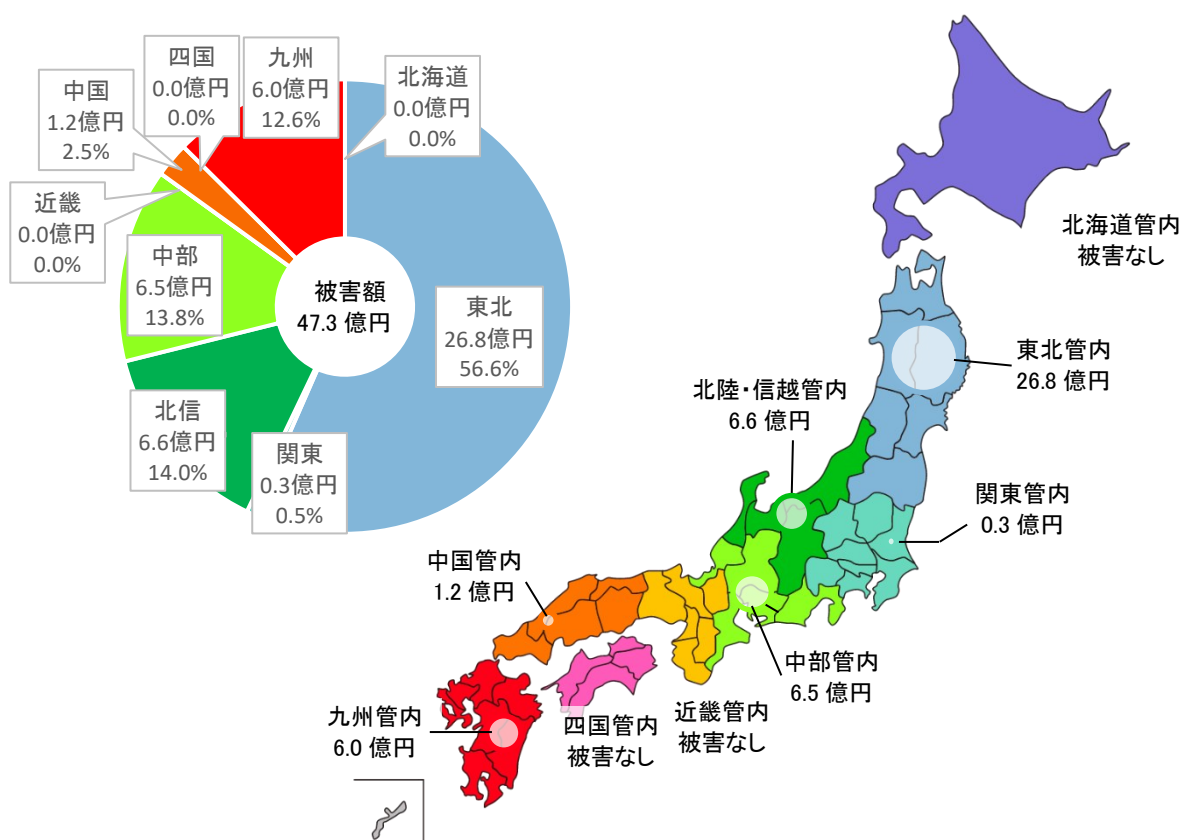 四国
0.0億円
0.0%
九州
6.0億円
12.6%
北海道
0.0億円
0.0%
中国
1.2億円
2.5%
近畿
0.0億円
0.0%
中部
6.5億円
13.8%
被害額
47.3 億円
東北
26.8億円
56.6%
北信
6.6億円
14.0%
関東
0.3億円
0.5%
北海道管内
被害なし
東北管内
26.8 億円
北陸・信越管内
6.6 億円
関東管内
0.3 億円
中国管内
1.2 億円
中部管内
6.5 億円
九州管内
6.0 億円
四国管内
被害なし
近畿管内
被害なし